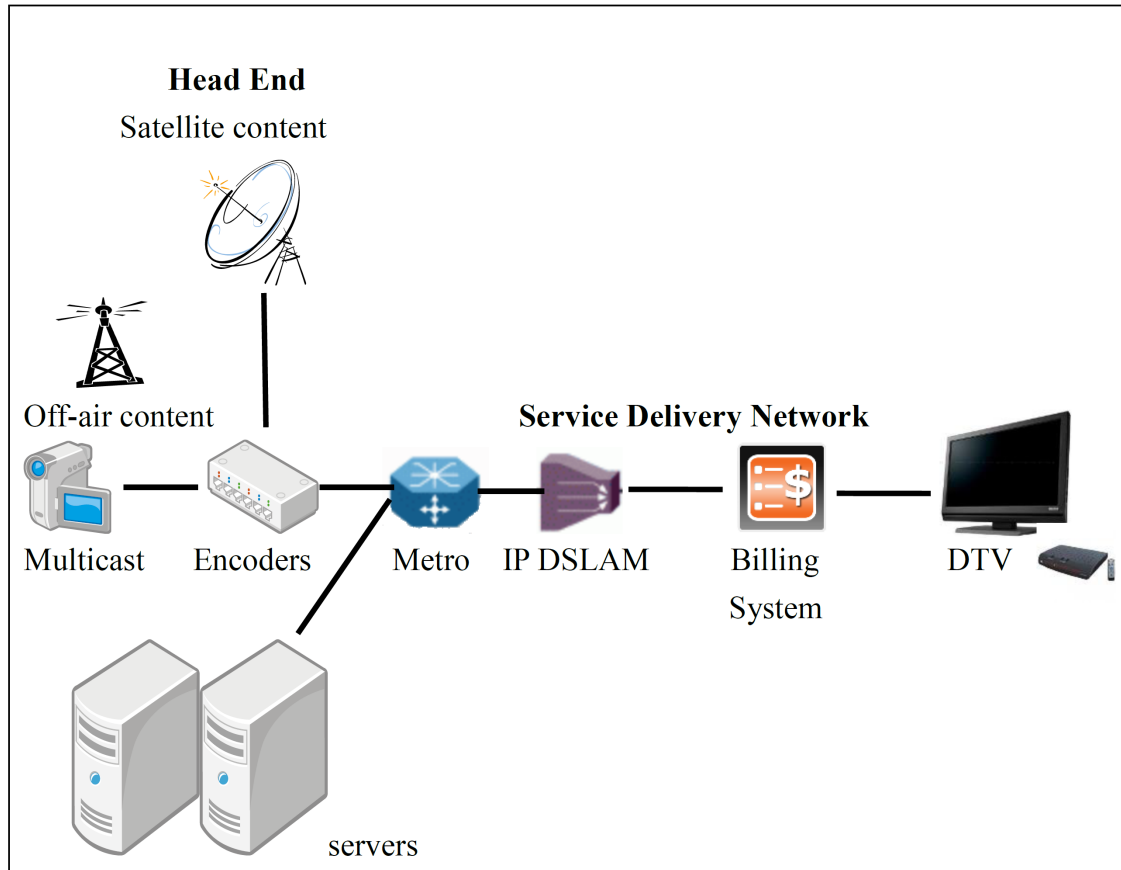 Head End
Satellite content
Off-air content
Service Delivery Network
Multicast
Encoders
Metro
IP DSLAM
Billing
System
DTV
servers